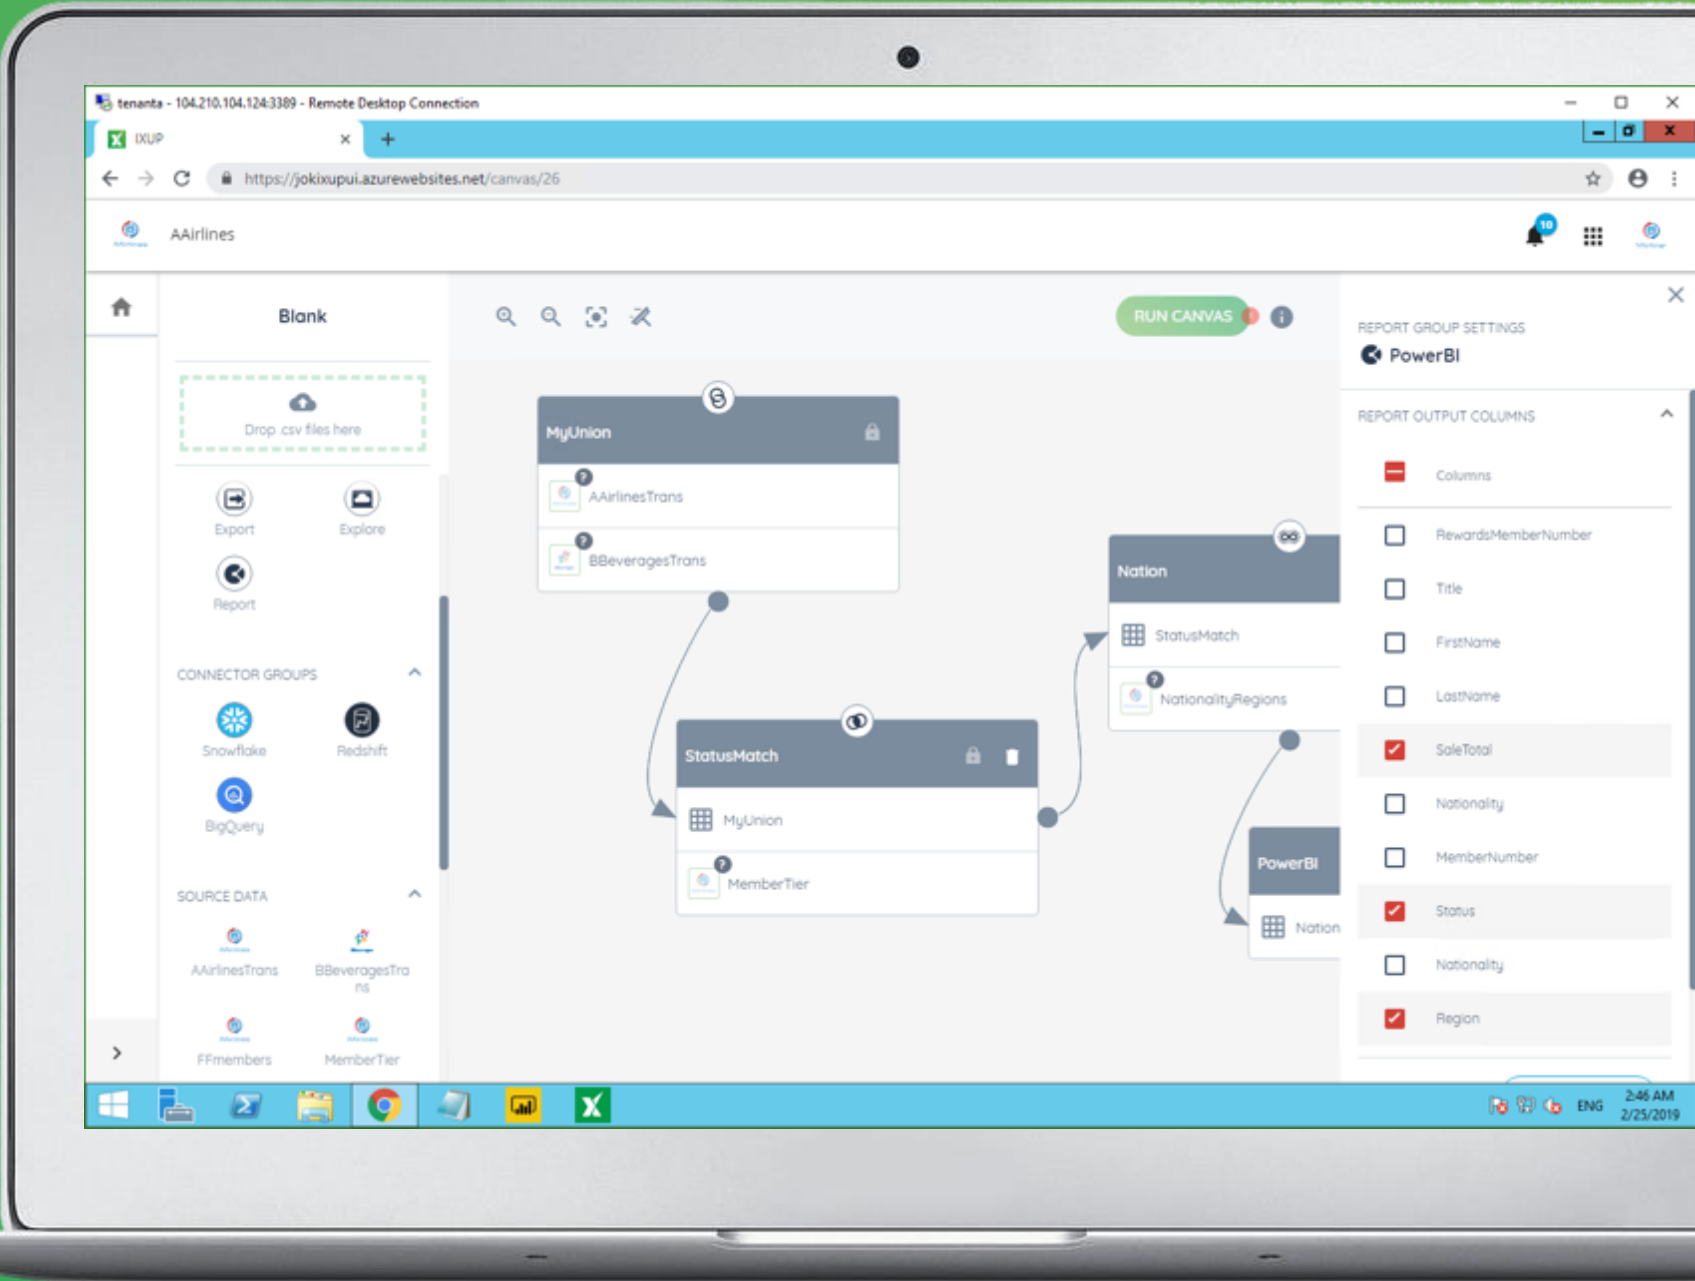 tenanta - 104.210.104.124:3389 - Remote Desktop Connection
IXUP
https://jokixupui.azurewebsites.net/canvas/26
AAirlines
10
Blank
RUN CANVAS
REPORT GROUP SETTINGS
PowerBI
Drop .csv files here
Export
Explore
Report
CONNECTOR GROUPS
Snowflake
Redshift
BigQuery
SOURCE DATA
AAirlinesTrans
BBeveragesTra
ns
FFmembers
MemberTier
MyUnion
AAirlinesTrans
BBeveragesTrans
StatusMatch
MyUnion
MemberTier
Nation
StatusMatch
NationalityRegions
PowerBI
Nation
REPORT OUTPUT COLUMNS
Columns
RewardsMemberNumber
Title
FirstName
LastName
SaleTotal
Nationality
MemberNumber
Status
Nationality
Region
ENG
2:46 AM
2/25/2019